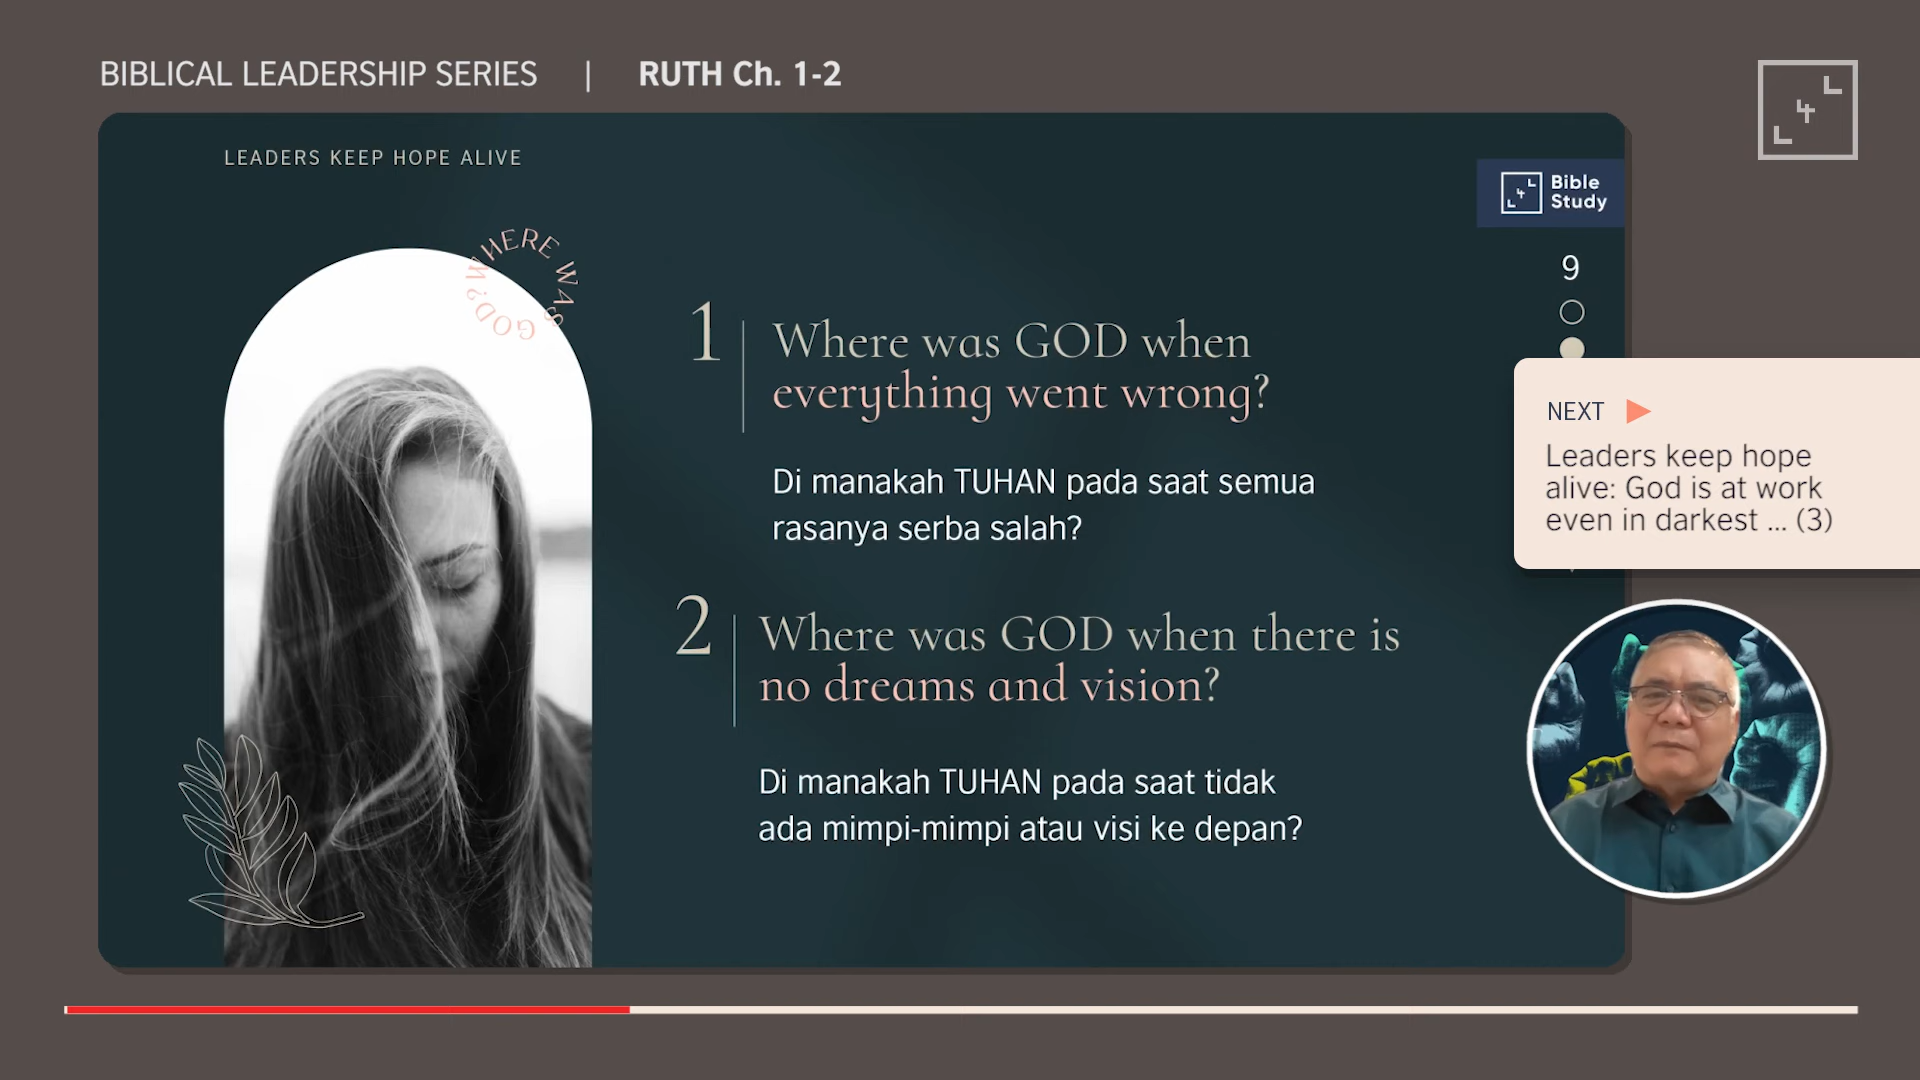 BIBLICAL LEADERSHIP SERIES | RUTH Ch. 1-2
LEADERS KEEP HOPE ALIVE
Bible
Study
WHERE WAS GOD?
9
1
Where was GOD when
everything went wrong?
Di manakah TUHAN pada saat semua
rasanya serba salah?
2
Where was GOD when there is
no dreams and vision?
Di manakah TUHAN pada saat tidak
ada mimpi-mimpi atau visi ke depan?
NEXT
Leaders keep hope
alive: God is at work
even in darkest ... (3)